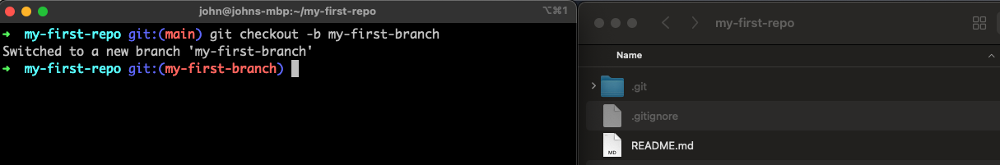 john@johns-mbp:~/my-first-repo
⌥⌘1
➜ my-first-repo git:(main) git checkout -b my-first-branch
Switched to a new branch 'my-first-branch'
➜ my-first-repo git:(my-first-branch)
my-first-repo
Name
.git
.gitignore
MD README.md